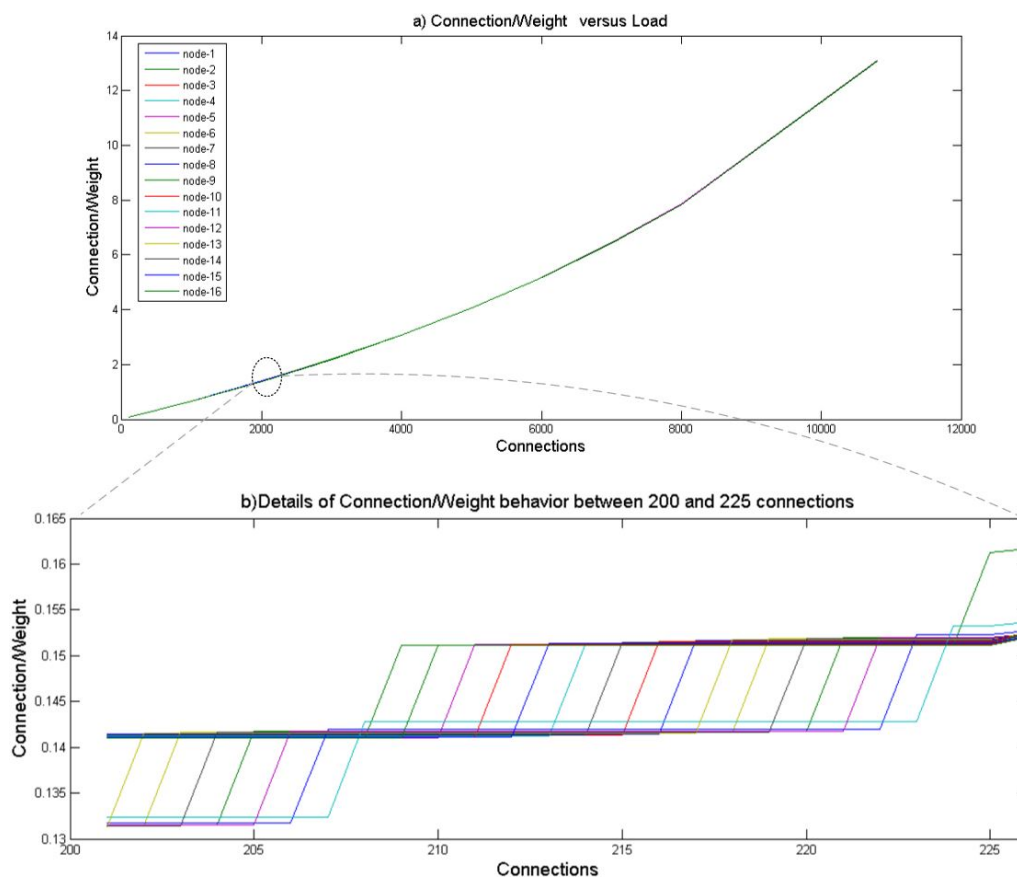 a) Connection/Weight versus Load
Connection/Weight
14
12
10
8
6
4
2
0
node-1
node-2
node-3
node-4
node-5
node-6
node-7
node-8
node-9
node-10
node-11
node-12
node-13
node-14
node-15
node-16
0 2000 4000 6000 8000 10000 12000
Connections
b)Details of Connection/Weight behavior between 200 and 225 connections
Connection/Weight
0.165
0.16
0.155
0.15
0.145
0.14
0.135
0.13
200 205 210 215 220 225
Connections